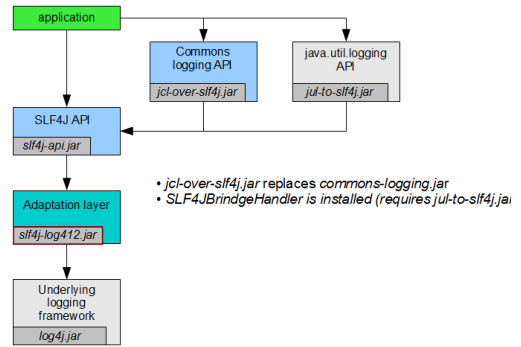 application
Commons
logging API
jcl-over-slf4j.jar
java.util.logging
API
jul-to-slf4j.jar
SLF4J API
slf4j-api.jar
Adaptation layer
slf4j-log412.jar
Underlying
logging
framework
log4j.jar
• jcl-over-slf4j.jar replaces commons-logging.jar
• SLF4JBrindgeHandler is installed (requires jul-to-slf4j.jar